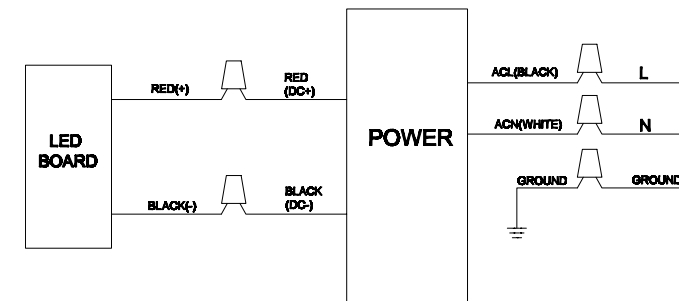 LED
BOARD
RED(+)
RED
(DC+)
BLACK(-)
BLACK
(DC-)
POWER
ACL(BLACK)
L
ACN(WHITE)
N
GROUND
GROUND